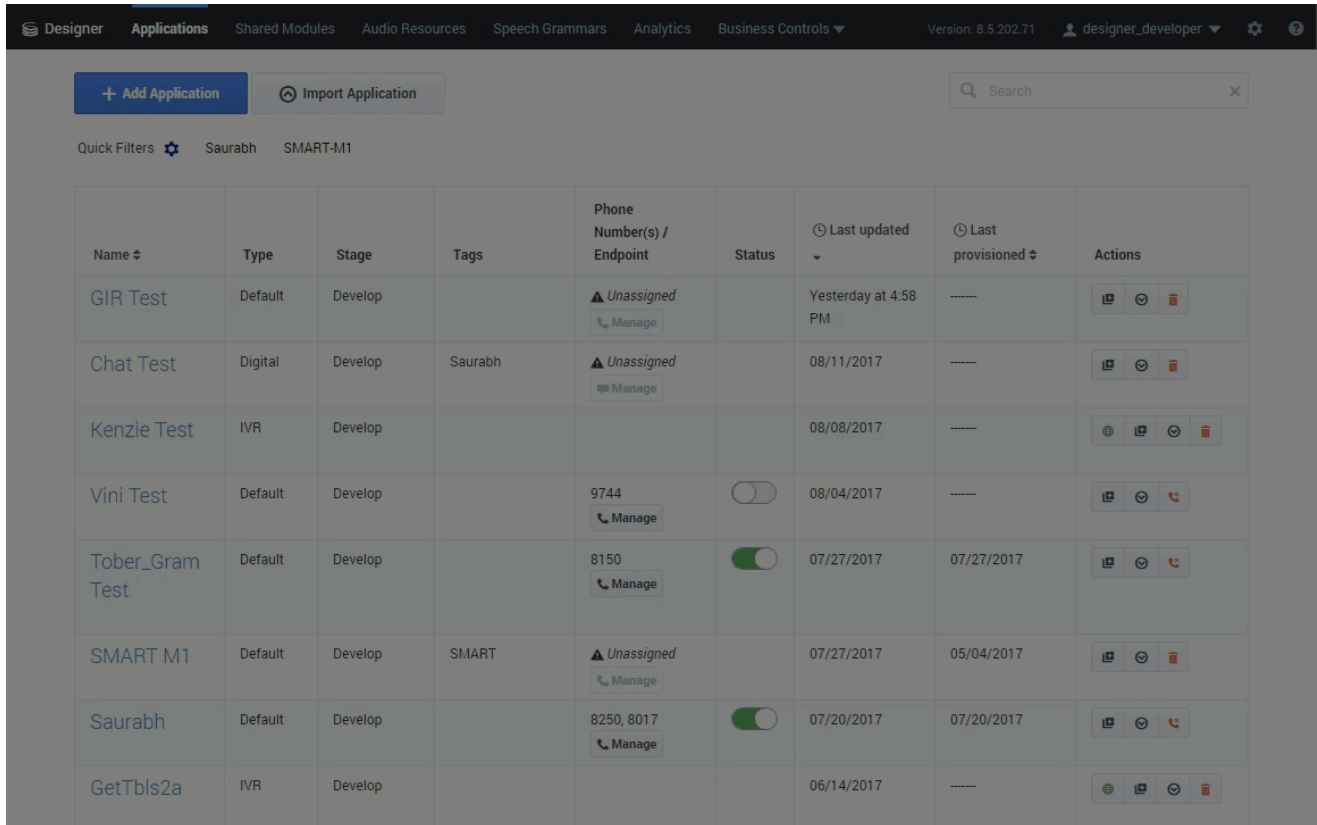 Designer Applications Shared Modules Audio Resources Speech Grammars Analytics Business Controls Version: 8.5.202.71 designer_developer
+ Add Application Import Application Search
Quick Filters Saurabh SMART-M1
Name Type Stage Tags Phone Number(s) / Endpoint Status Last updated Last provisioned Actions
GIR Test Default Develop Unassigned Yesterday at 4:58 PM -------
Manage
Chat Test Digital Develop Saurabh Unassigned 08/11/2017 -------
Manage
Kenzie Test IVR Develop 08/08/2017 -------
Vini Test Default Develop 9744 08/04/2017 -------
Manage
Tober_Gram Test Default Develop 8150 07/27/2017 07/27/2017
Manage
SMART M1 Default Develop SMART Unassigned 07/27/2017 05/04/2017
Manage
Saurabh Default Develop 8250, 8017 07/20/2017 07/20/2017
Manage
GetTbls2a IVR Develop 06/14/2017 -------